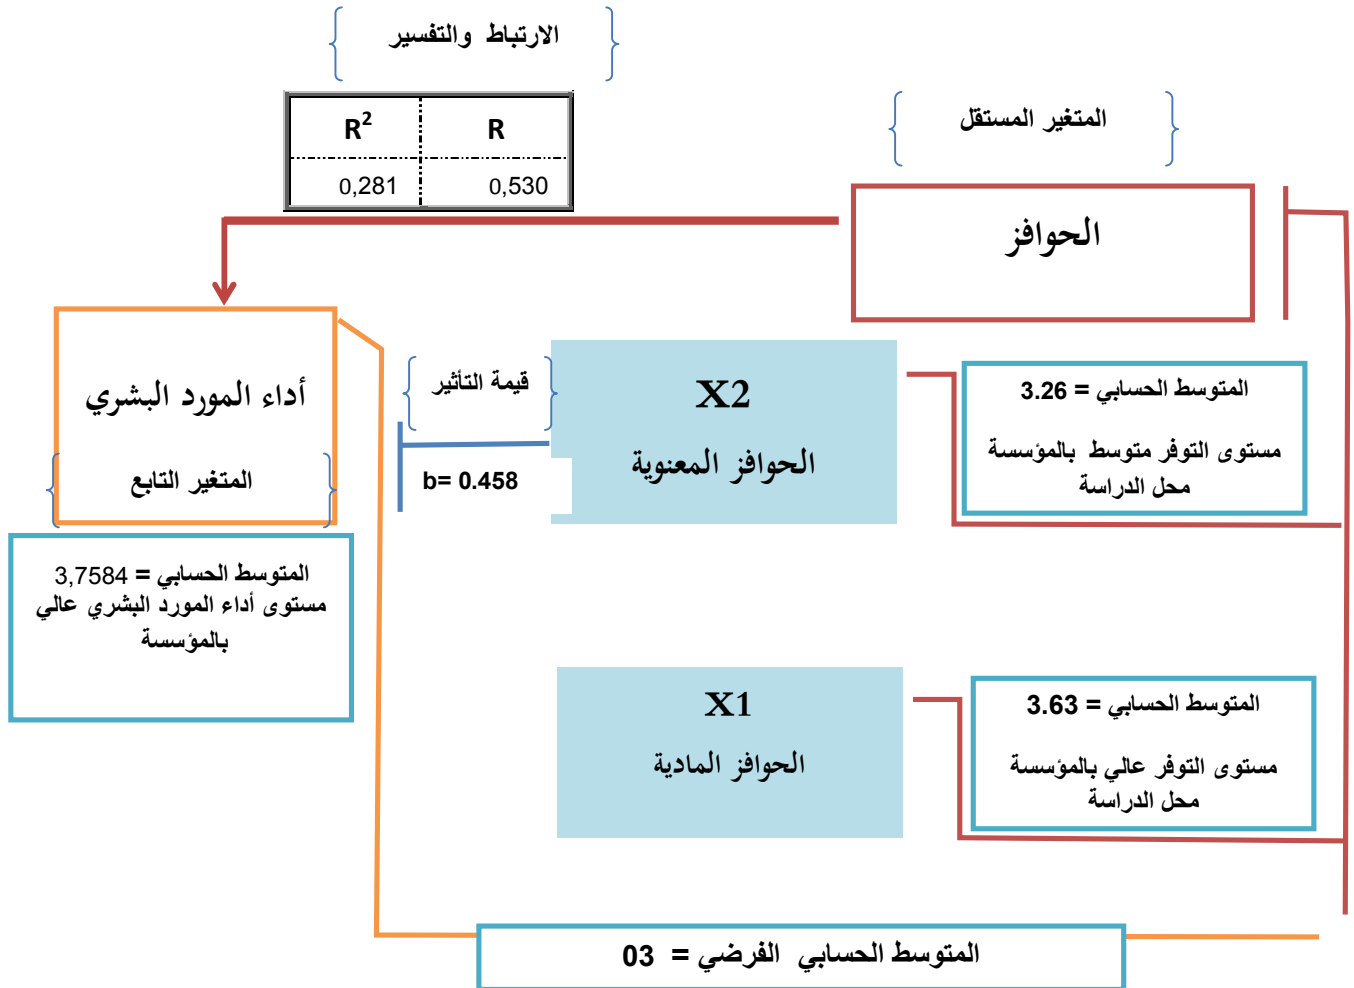 الارتباط والتفسير
R² R
0,281 0,530
المتغير المستقل
الحوافز
أداء المورد البشري
المتغير التابع
قيمة التأثير
b= 0.458
X2
الحوافز المعنوية
المتوسط الحسابي = 3.26
مستوى التوفر متوسط بالمؤسسة
محل الدراسة
المتوسط الحسابي = 3,7584
مستوى أداء المورد البشري عالي
بالمؤسسة
X1
الحوافز المادية
المتوسط الحسابي = 3.63
مستوى التوفر عالي بالمؤسسة
محل الدراسة
المتوسط الحسابي الفرضي = 03